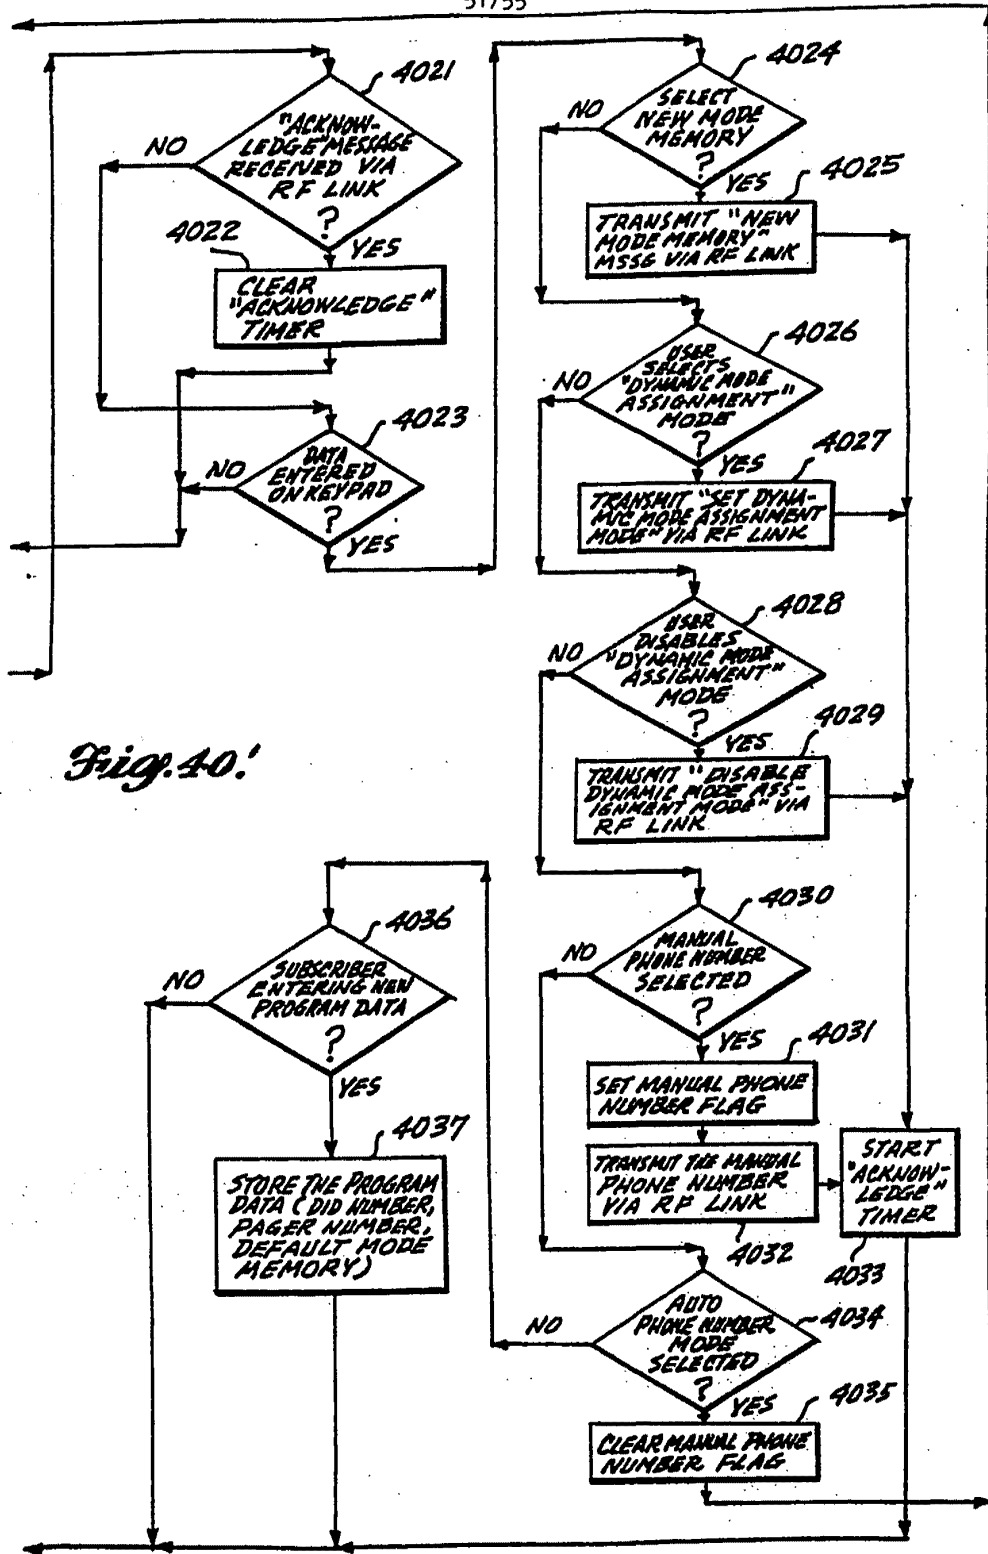 51/55
4021
"ACKNOW-
LEDGE" MESSAGE
RECEIVED VIA
RF LINK
?
NO
YES
4022
CLEAR
"ACKNOWLEDGE"
TIMER
4023
DATA
ENTERED
ON KEYPAD
?
NO
YES
4024
SELECT
NEW MODE
MEMORY
?
NO
YES
4025
TRANSMIT "NEW
MODE MEMORY"
MSSG VIA RF LINK
4026
USER
SELECTS
"DYNAMIC MODE
ASSIGNMENT"
MODE
?
NO
YES
4027
TRANSMIT "SET DYNA-
MIC MODE ASSIGNMENT
MODE" VIA RF LINK
4028
USER
DISABLES
"DYNAMIC MODE
ASSIGNMENT"
MODE
?
NO
YES
4029
TRANSMIT "DISABLE
DYNAMIC MODE ASS-
IGNMENT MODE" VIA
RF LINK
Fig. 40.'
4030
MANUAL
PHONE NUMBER
SELECTED
?
NO
YES
4031
SET MANUAL PHONE
NUMBER FLAG
TRANSMIT THE MANUAL
PHONE NUMBER
VIA RF LINK
4032
START
"ACKNOW-
LEDGE"
TIMER
4033
AUTO
PHONE NUMBER
MODE
SELECTED
?
4034
NO
YES
4035
CLEAR MANUAL PHONE
NUMBER FLAG
4036
SUBSCRIBER
ENTERING NEW
PROGRAM DATA
?
NO
YES
4037
STORE THE PROGRAM
DATA (DID NUMBER,
PAGER NUMBER,
DEFAULT MODE
MEMORY)